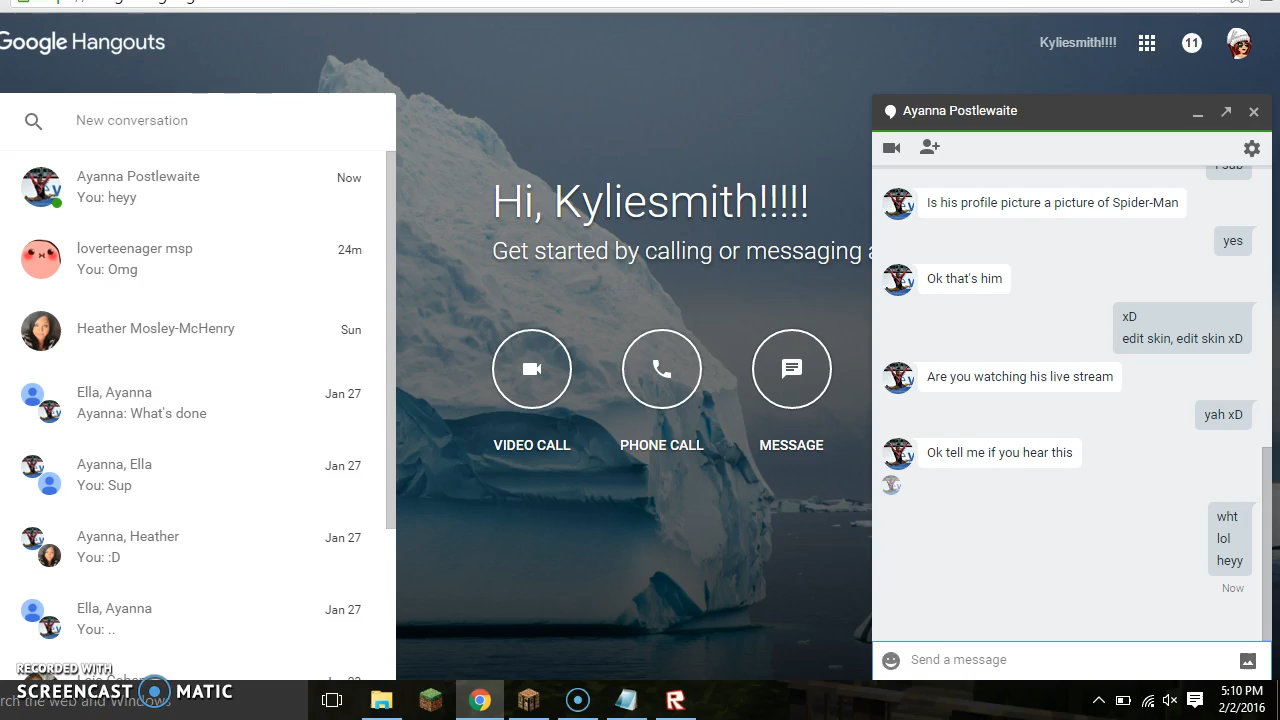 Google Hangouts
Kyliesmith!!!!
11
New conversation
Ayanna Postlewaite
Now
You: heyy
loverteenager msp
24m
You: Omg
Heather Mosley-McHenry
Sun
Ella, Ayanna
Jan 27
Ayanna: What's done
Ayanna, Ella
Jan 27
You: Sup
Ayanna, Heather
Jan 27
You: :D
Ella, Ayanna
Jan 27
You: ..
Hi, Kyliesmith!!!!!
Get started by calling or messaging a
VIDEO CALL
PHONE CALL
MESSAGE
Ayanna Postlewaite
Is his profile picture a picture of Spider-Man
yes
Ok that's him
xD
edit skin, edit skin xD
Are you watching his live stream
yah xD
Ok tell me if you hear this
wht
lol
heyy
Now
Send a message
RECORDED WITH
SCREENCAST MATIC
rch the web and Windows
5:10 PM
2/2/2016